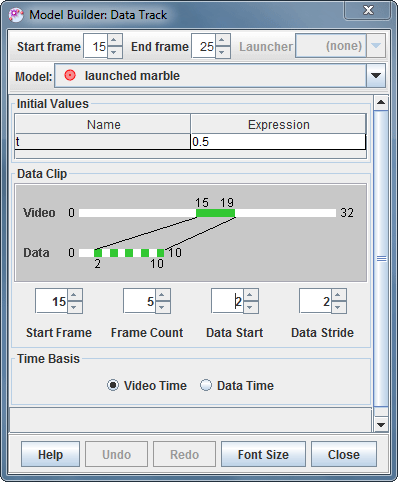 Model Builder: Data Track
Start frame 15 End frame 25 Launcher (none)
Model: launched marble
Initial Values
Name Expression
t 0.5
Data Clip
15 19
Video 0 32
Data 0 10
2 10
15 5 2 2
Start Frame Frame Count Data Start Data Stride
Time Basis
Video Time Data Time
Help Undo Redo Font Size Close